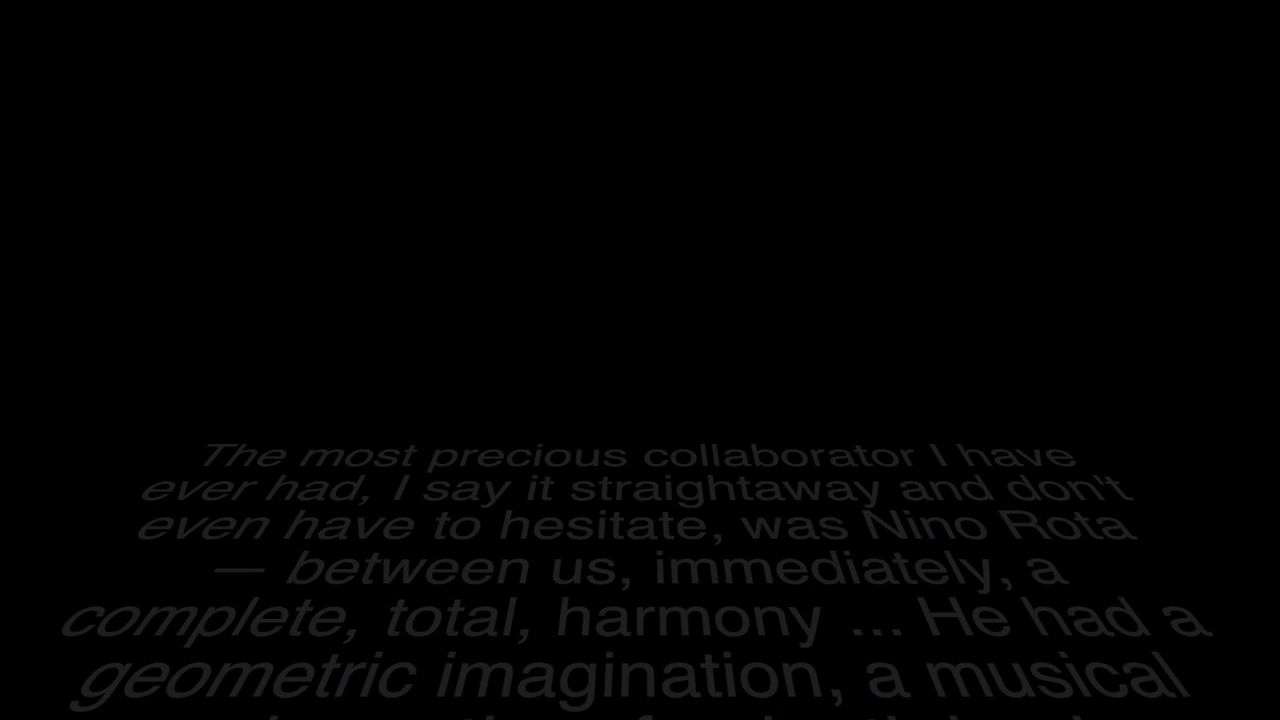 The most precious collaborator I have
ever had, I say it straightaway and don't
even have to hesitate, was Nino Rota
— between us, immediately, a
complete, total, harmony ... He had a
geometric imagination, a musical